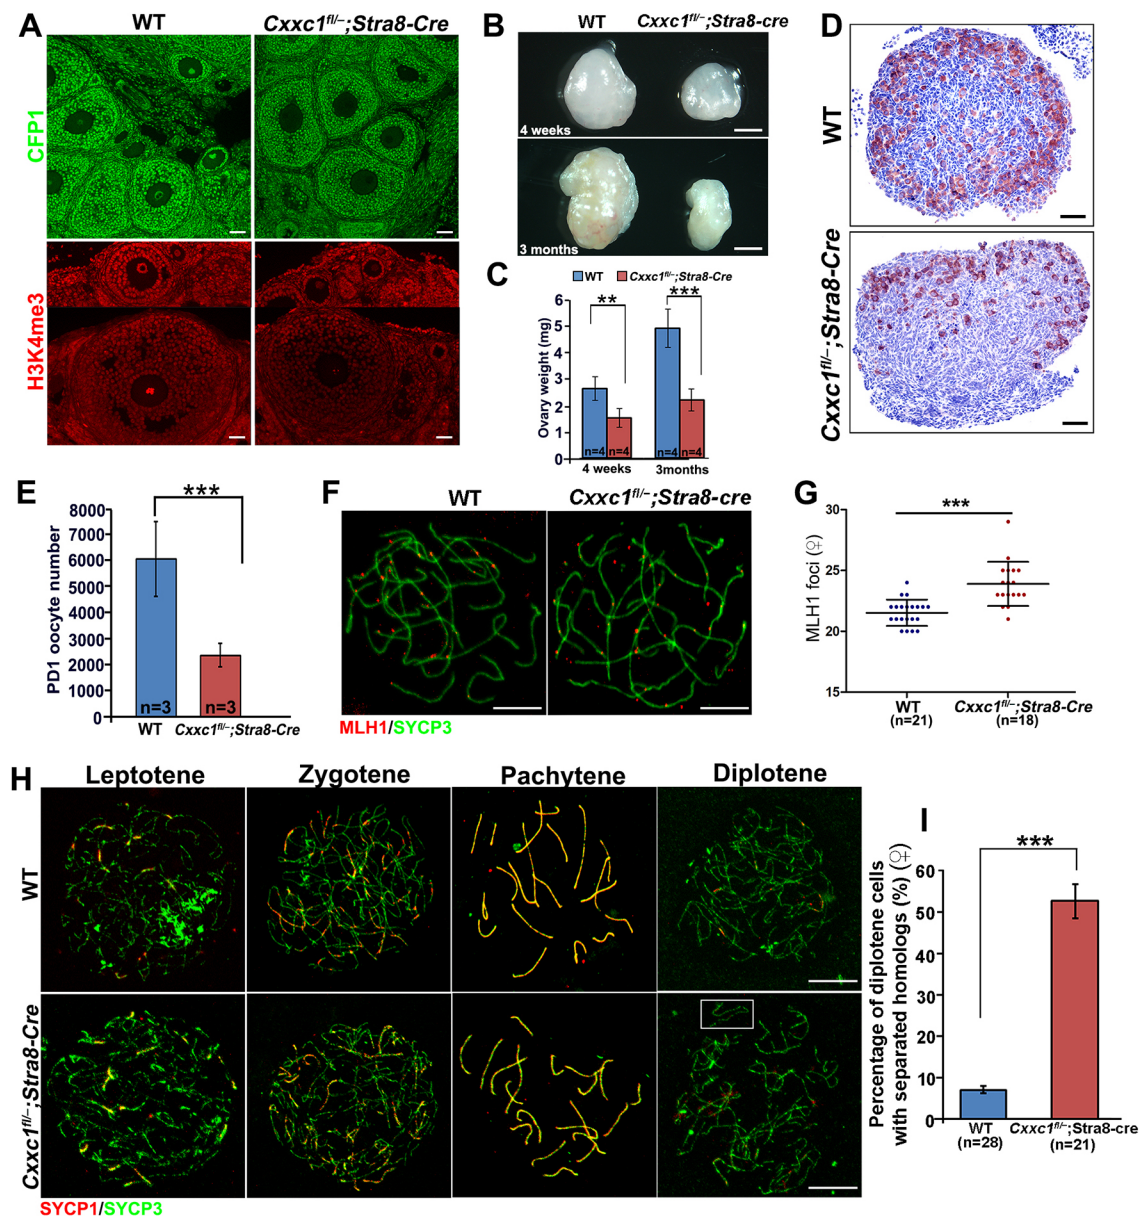 A
WT
Cxxc1fl/–;Stra8-Cre
CFP1
H3K4me3
B
WT
Cxxc1fl/–;Stra8-cre
4 weeks
3 months
C
WT
Cxxc1fl/–;Stra8-Cre
Ovary weight (mg)
6
5
4
3
2
1
0
**
***
n=4
n=4
n=4
n=4
4 weeks
3months
D
WT
Cxxc1fl/–;Stra8-Cre
E
PD1 oocyte number
8000
7000
6000
5000
4000
3000
2000
1000
0
***
n=3
n=3
WT
Cxxc1fl/–;Stra8-Cre
F
WT
Cxxc1fl/–;Stra8-cre
MLH1/SYCP3
G
MLH1 foci (♀)
30
25
20
15
***
WT
(n=21)
Cxxc1fl/–;Stra8-Cre
(n=18)
H
Leptotene
Zygotene
Pachytene
Diplotene
WT
Cxxc1fl/–;Stra8-Cre
SYCP1/SYCP3
I
Percentage of diplotene cells
with separated homologs (%) (♀)
60
50
40
30
20
10
0
***
WT
(n=28)
Cxxc1fl/–;Stra8-cre
(n=21)